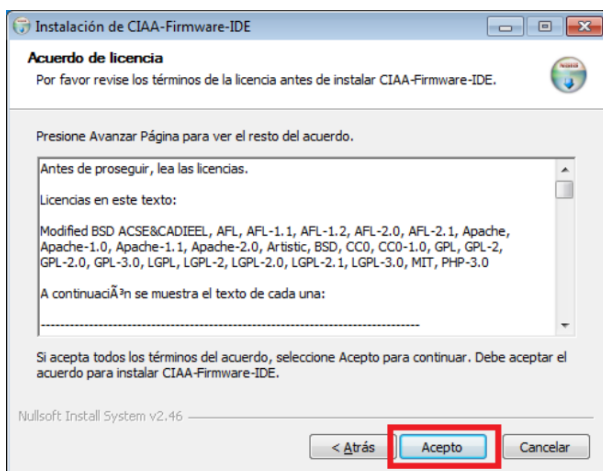 Instalación de CIAA-Firmware-IDE
Acuerdo de licencia
Por favor revise los términos de la licencia antes de instalar CIAA-Firmware-IDE.
Presione Avanzar Página para ver el resto del acuerdo.
Antes de proseguir, lea las licencias.
Licencias en este texto:
Modified BSD ACSE&CADIEEL, AFL, AFL-1.1, AFL-1.2, AFL-2.0, AFL-2.1, Apache,
Apache-1.0, Apache-1.1, Apache-2.0, Artistic, BSD, CC0, CC0-1.0, GPL, GPL-2,
GPL-2.0, GPL-3.0, LGPL, LGPL-2, LGPL-2.0, LGPL-2.1, LGPL-3.0, MIT, PHP-3.0
A continuaciÃ³n se muestra el texto de cada una:
--------------------------------------------------------------------------------
Si acepta todos los términos del acuerdo, seleccione Acepto para continuar. Debe aceptar el
acuerdo para instalar CIAA-Firmware-IDE.
Nullsoft Install System v2.46
< Atrás Acepto Cancelar